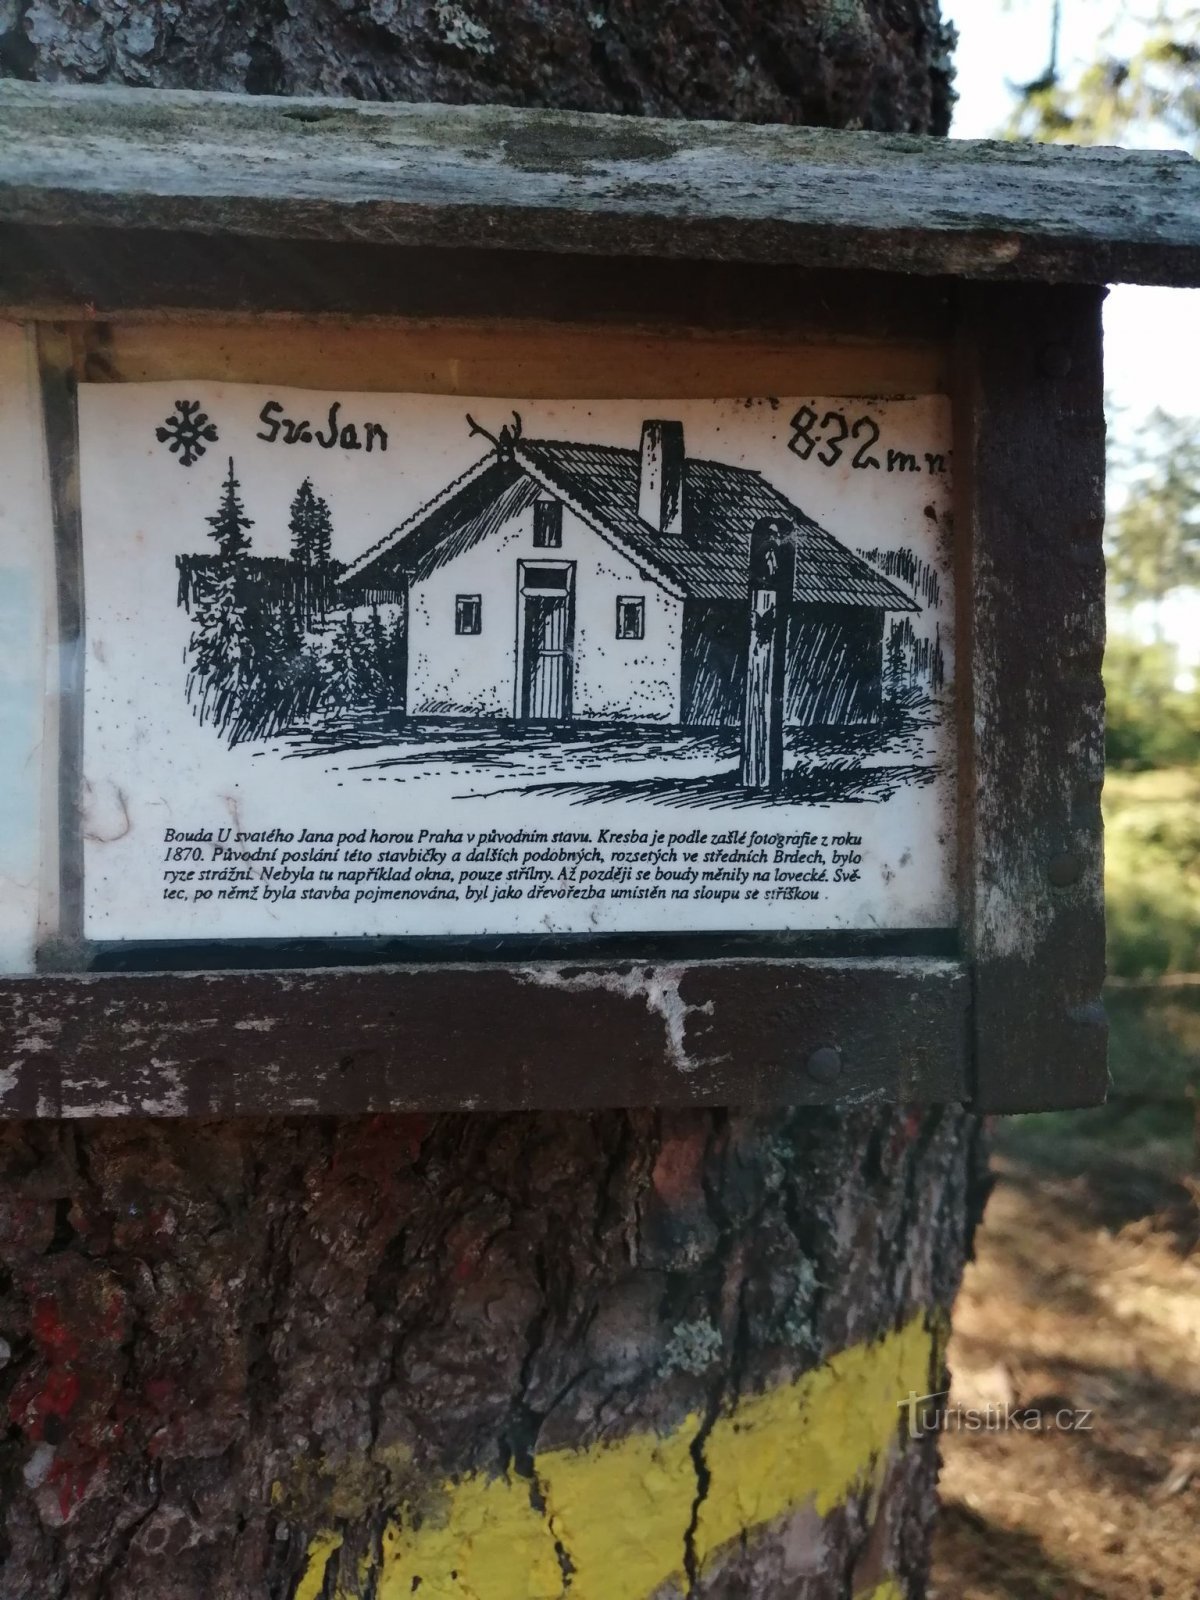 Sv. Jan
832 m.n
Bouda U svatého Jana pod horou Praha v původním stavu. Kresba je podle zašlé fotografie z roku
1870. Původní poslání této stavbičky a dalších podobných, rozsetých ve středních Brdech, bylo
ryze strážní. Nebyla tu například okna, pouze střílny. Až později se boudy měnily na lovecké. Svě-
tec, po němž byla stavba pojmenována, byl jako dřevořezba umístěn na sloupu se stříškou .
Turistika.cz